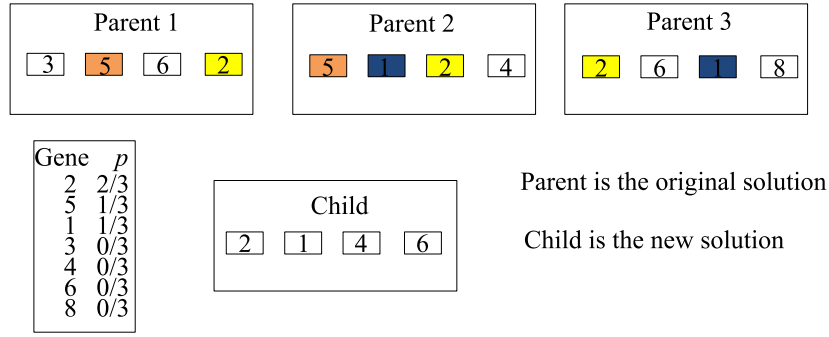 Parent 1
3 5 6 2
Parent 2
5 1 2 4
Parent 3
2 6 1 8
Gene p
2 2/3
5 1/3
1 1/3
3 0/3
4 0/3
6 0/3
8 0/3
Child
2 1 4 6
Parent is the original solution
Child is the new solution